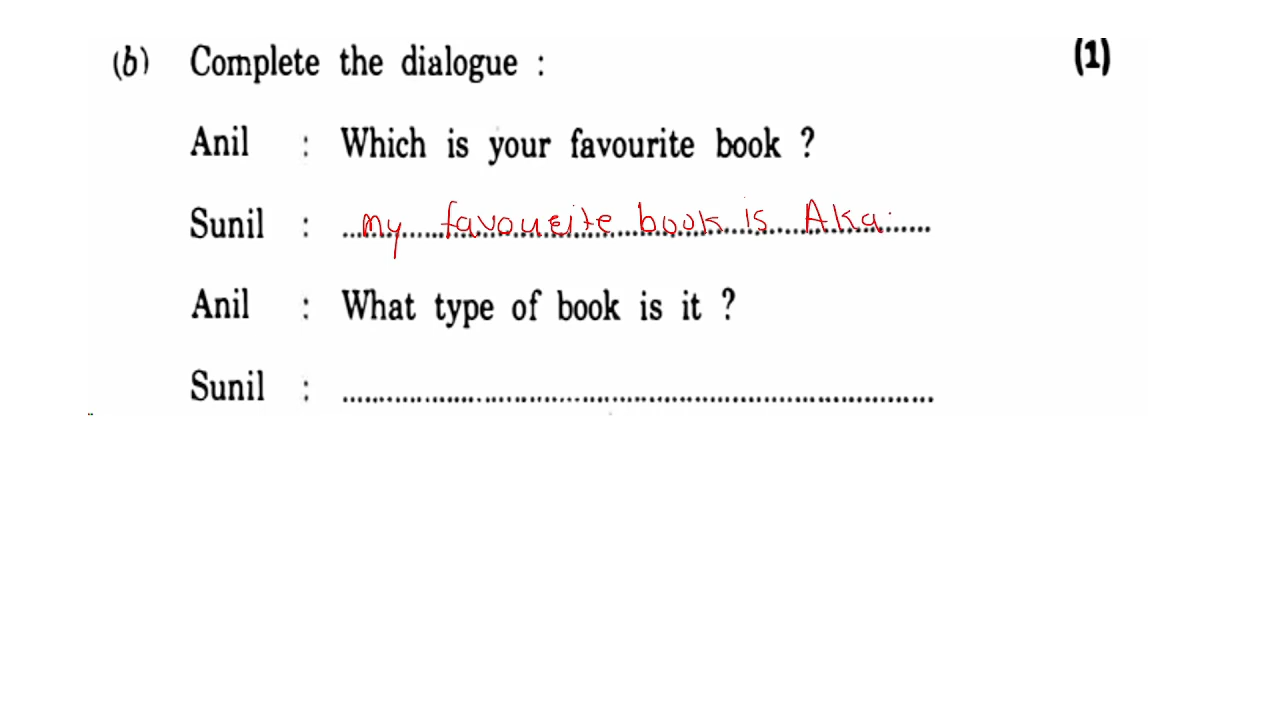 (b) Complete the dialogue : (1)
Anil : Which is your favourite book ?
Sunil : my favoueite book is Aka
Anil : What type of book is it ?
Sunil : ..................................................